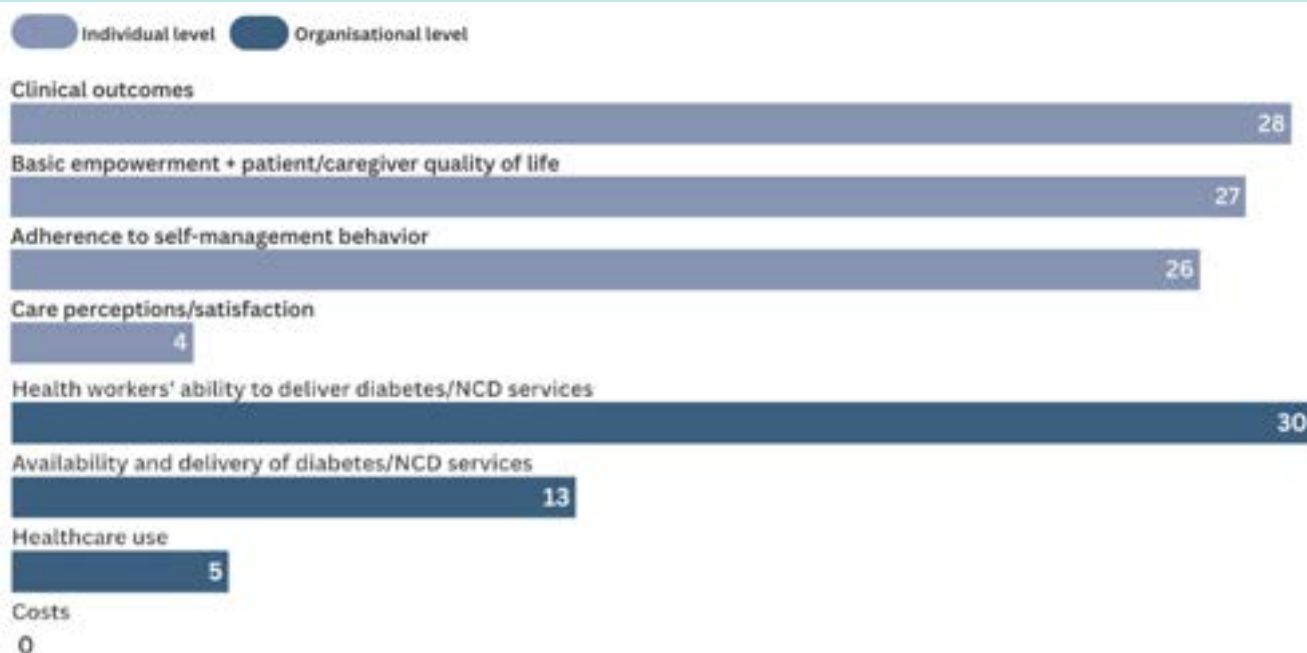 Individual level Organisational level
Clinical outcomes
28
Basic empowerment + patient/caregiver quality of life
27
Adherence to self-management behavior
26
Care perceptions/satisfaction
4
Health workers' ability to deliver diabetes/NCD services
30
Availability and delivery of diabetes/NCD services
13
Healthcare use
5
Costs
0